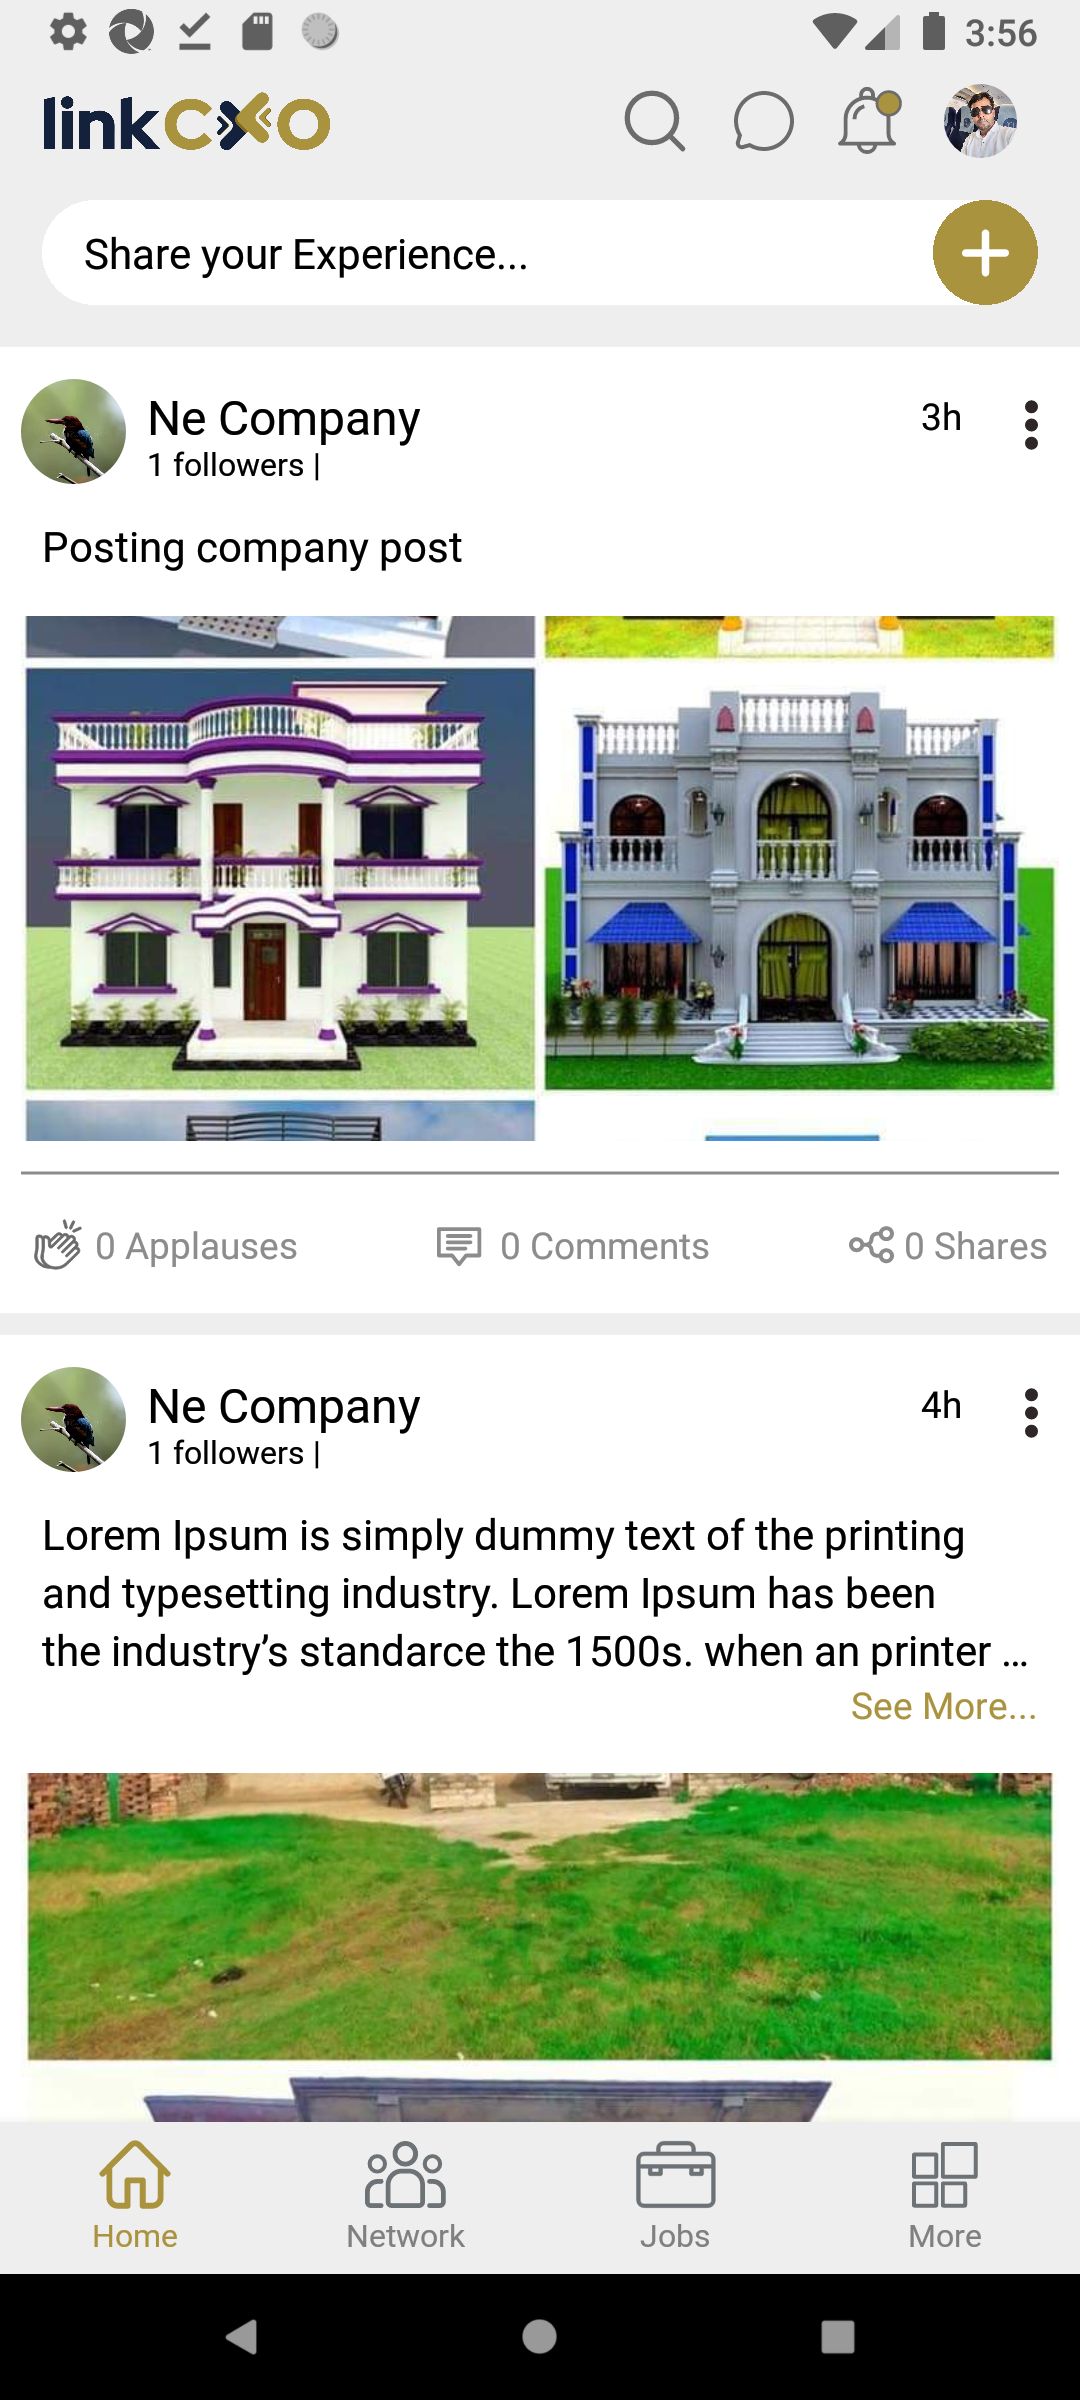 3:56
linkCXO
Share your Experience...
Ne Company
3h
1 followers |
Posting company post
0 Applauses
0 Comments
0 Shares
Ne Company
4h
1 followers |
Lorem Ipsum is simply dummy text of the printing
and typesetting industry. Lorem Ipsum has been
the industry’s standarce the 1500s. when an printer ...
See More...
Home
Network
Jobs
More